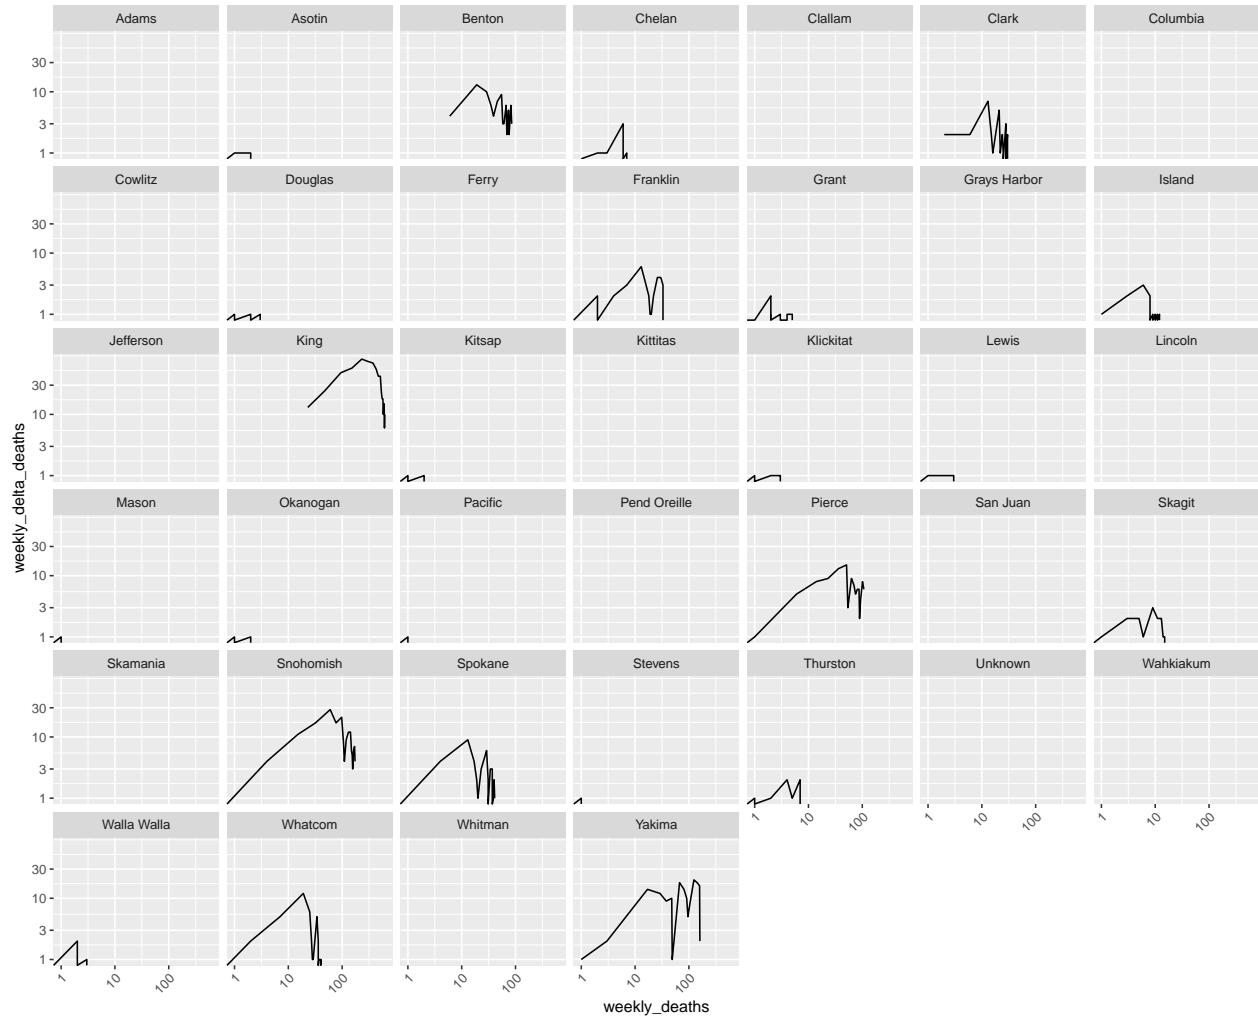 Adams Asotin Benton Chelan Clallam Clark Columbia
30
10
3
1
Cowlitz Douglas Ferry Franklin Grant Grays Harbor Island
30
10
3
1
Jefferson King Kitsap Kittitas Klickitat Lewis Lincoln
30
10
3
1
weekly_delta_deaths
Mason Okanogan Pacific Pend Oreille Pierce San Juan Skagit
30
10
3
1
Skamania Snohomish Spokane Stevens Thurston Unknown Wahkiakum
30
10
3
1
1 10 100 1 10 100 1 10 100
Walla Walla Whatcom Whitman Yakima
30
10
3
1
1 10 100 1 10 100 1 10 100 1 10 100
weekly_deaths